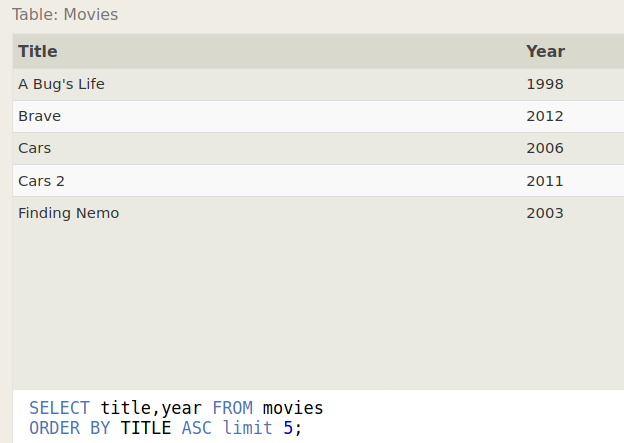 Table: Movies
Title Year
A Bug's Life 1998
Brave 2012
Cars 2006
Cars 2 2011
Finding Nemo 2003
SELECT title,year FROM movies
ORDER BY TITLE ASC limit 5;